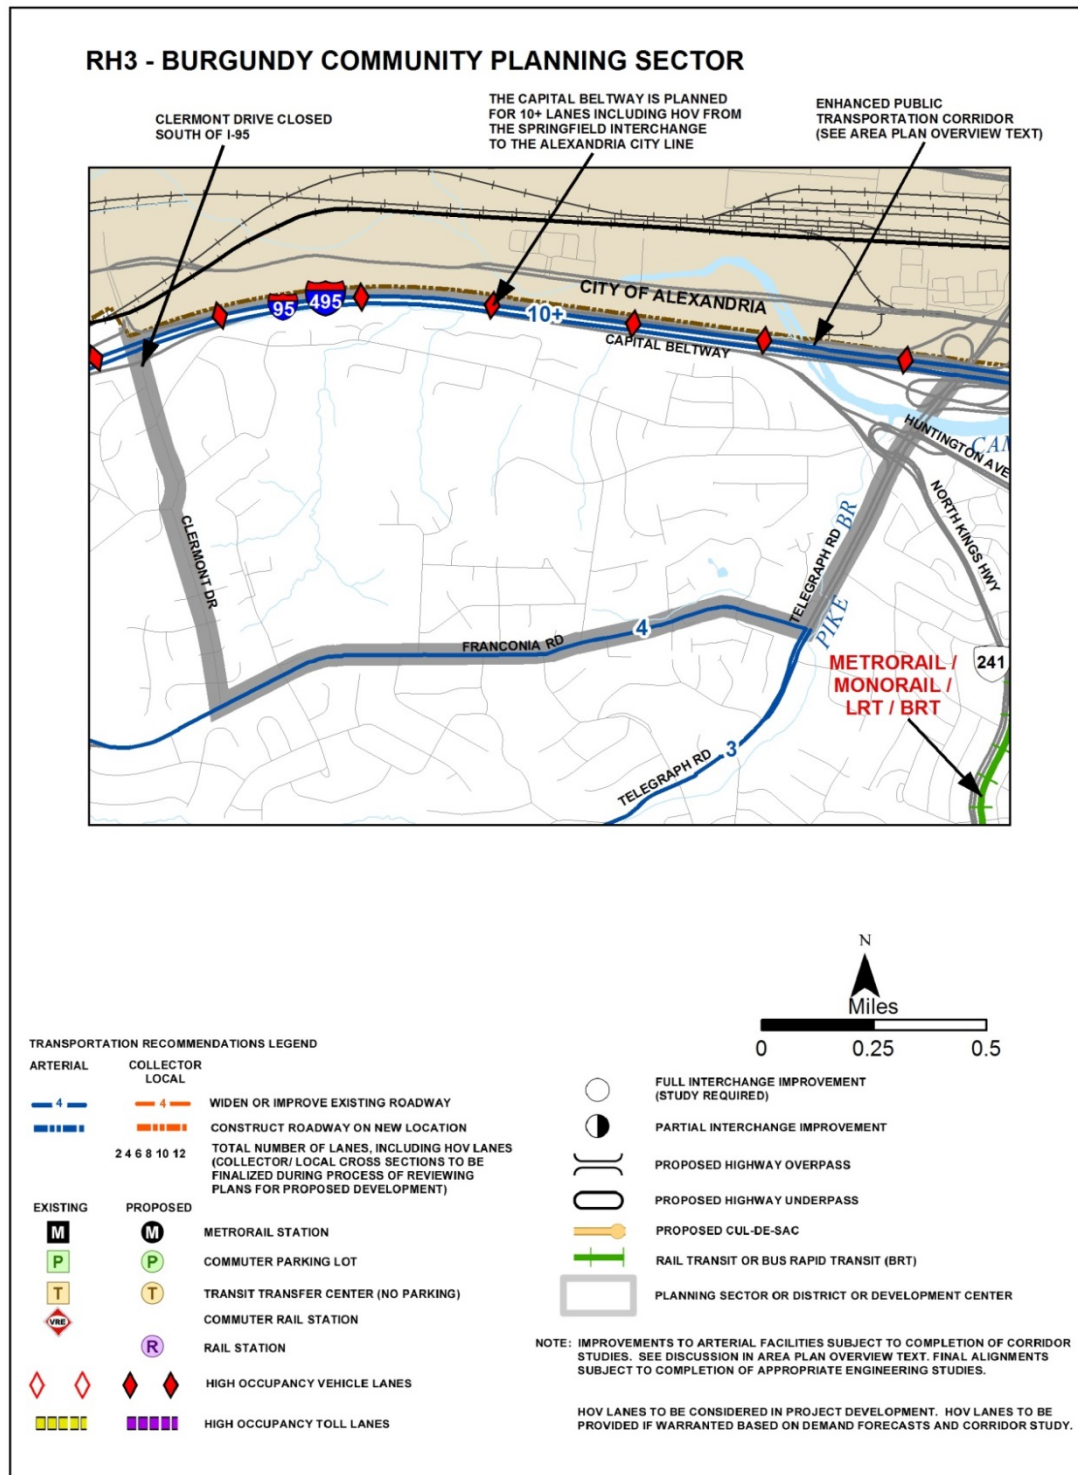 RH3 - BURGUNDY COMMUNITY PLANNING SECTOR
CLERMONT DRIVE CLOSED
SOUTH OF I-95
THE CAPITAL BELTWAY IS PLANNED
FOR 10+ LANES INCLUDING HOV FROM
THE SPRINGFIELD INTERCHANGE
TO THE ALEXANDRIA CITY LINE
ENHANCED PUBLIC
TRANSPORTATION CORRIDOR
(SEE AREA PLAN OVERVIEW TEXT)
CITY OF ALEXANDRIA
95
495
10+
CAPITAL BELTWAY
HUNTINGTON AVE
CAM
NORTH KINGS HWY
CLERMONT DR
TELEGRAPH RD
PIKE BR
FRANCONIA RD
4
241
METRORAIL /
MONORAIL /
LRT / BRT
TELEGRAPH RD
3
N
Miles
0 0.25 0.5
TRANSPORTATION RECOMMENDATIONS LEGEND
ARTERIAL
COLLECTOR
LOCAL
4 4 WIDEN OR IMPROVE EXISTING ROADWAY
CONSTRUCT ROADWAY ON NEW LOCATION
2 4 6 8 10 12 TOTAL NUMBER OF LANES, INCLUDING HOV LANES
(COLLECTOR/ LOCAL CROSS SECTIONS TO BE
FINALIZED DURING PROCESS OF REVIEWING
PLANS FOR PROPOSED DEVELOPMENT)
EXISTING PROPOSED
M M METRORAIL STATION
P P COMMUTER PARKING LOT
T T TRANSIT TRANSFER CENTER (NO PARKING)
VRE COMMUTER RAIL STATION
R RAIL STATION
HIGH OCCUPANCY VEHICLE LANES
HIGH OCCUPANCY TOLL LANES
FULL INTERCHANGE IMPROVEMENT
(STUDY REQUIRED)
PARTIAL INTERCHANGE IMPROVEMENT
PROPOSED HIGHWAY OVERPASS
PROPOSED HIGHWAY UNDERPASS
PROPOSED CUL-DE-SAC
RAIL TRANSIT OR BUS RAPID TRANSIT (BRT)
PLANNING SECTOR OR DISTRICT OR DEVELOPMENT CENTER
NOTE: IMPROVEMENTS TO ARTERIAL FACILITIES SUBJECT TO COMPLETION OF CORRIDOR
STUDIES. SEE DISCUSSION IN AREA PLAN OVERVIEW TEXT. FINAL ALIGNMENTS
SUBJECT TO COMPLETION OF APPROPRIATE ENGINEERING STUDIES.
HOV LANES TO BE CONSIDERED IN PROJECT DEVELOPMENT. HOV LANES TO BE
PROVIDED IF WARRANTED BASED ON DEMAND FORECASTS AND CORRIDOR STUDY.